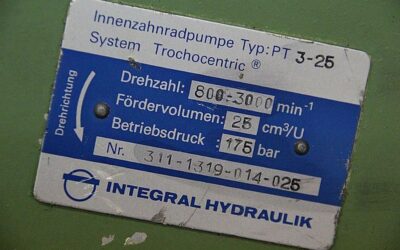 Innenzahnradpumpe Typ: PT 3-25
System Trochocentric ®
Drehrichtung
Drehzahl: 800-3000 min⁻¹
Fördervolumen: 25 cm³/U
Betriebsdruck: 175 bar
Nr. 311-1319-014-025
INTEGRAL HYDRAULIK